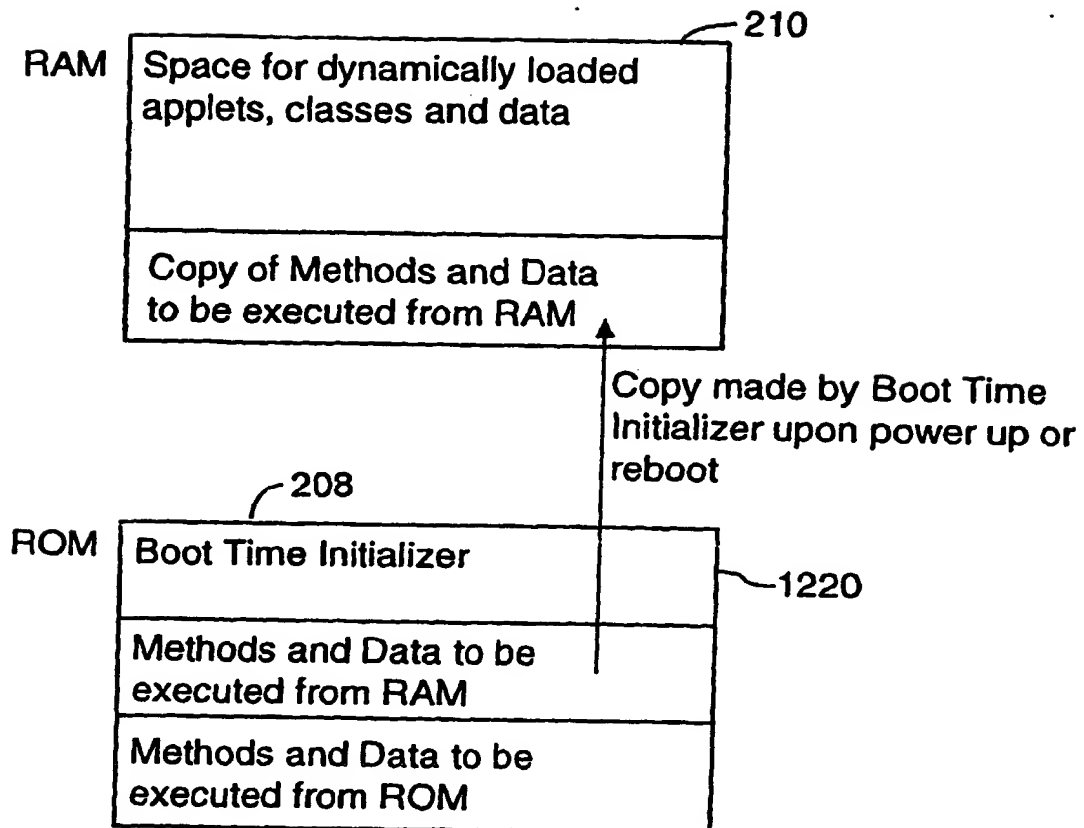 210
RAM
Space for dynamically loaded
applets, classes and data
Copy of Methods and Data
to be executed from RAM
Copy made by Boot Time
Initializer upon power up or
reboot
208
ROM
Boot Time Initializer
1220
Methods and Data to be
executed from RAM
Methods and Data to be
executed from ROM